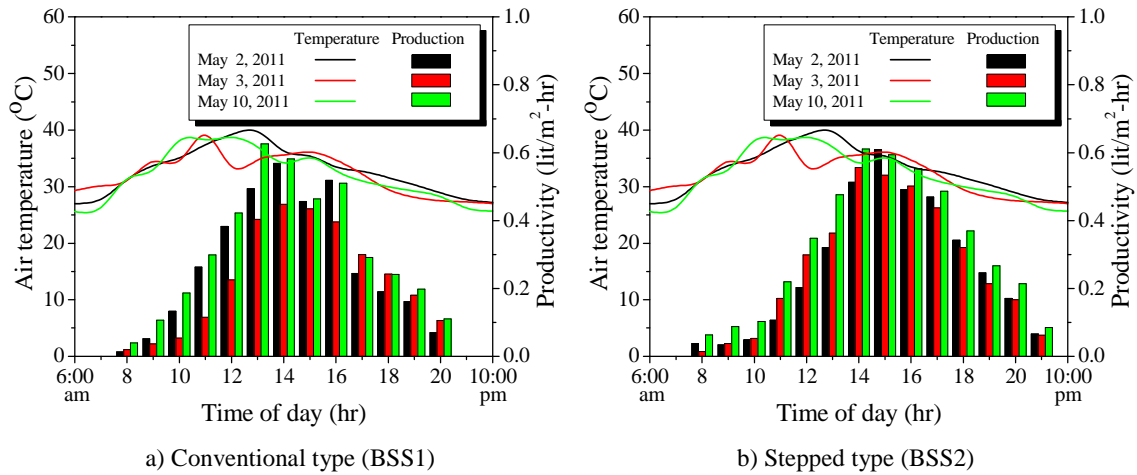 60
50
40
30
20
10
0
Air temperature (°C)
Temperature Production
May 2, 2011
May 3, 2011
May 10, 2011
1.0
0.8
0.6
0.4
0.2
0.0
Productivity (lit/m²-hr)
6:00 8 10 12 14 16 18 20 10:00
am pm
Time of day (hr)
a) Conventional type (BSS1)
60
50
40
30
20
10
0
Air temperature (°C)
Temperature Production
May 2, 2011
May 3, 2011
May 10, 2011
1.0
0.8
0.6
0.4
0.2
0.0
Productivity (lit/m²-hr)
6:00 8 10 12 14 16 18 20 10:00
am pm
Time of day (hr)
b) Stepped type (BSS2)